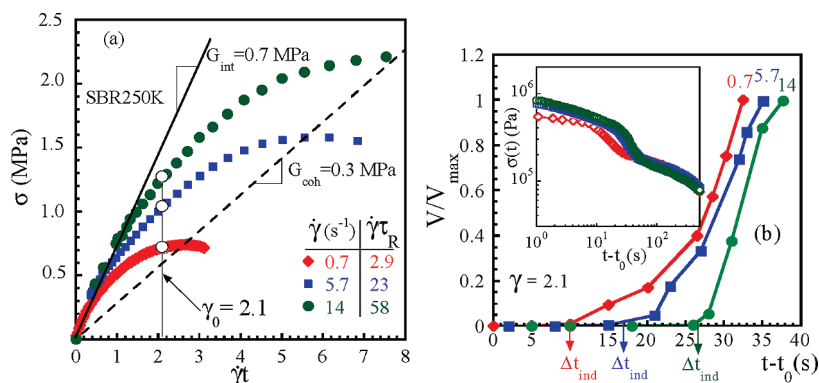 (a)
G_int=0.7 MPa
SBR250K
G_coh=0.3 MPa
σ (MPa)
2.5
2.0
1.5
1.0
0.5
γ̇ (s⁻¹) γ̇τ_R
0.7 2.9
5.7 23
14 58
γ₀ = 2.1
0 1 2 3 4 5 6 7 8
γ̇t
V/V_max
1.2
1
0.8
0.6
0.4
0.2
0
0.7 5.7 14
σ(t) (Pa)
10⁶
10⁵
10⁰ 10¹ 10²
t-t₀(s)
(b)
γ = 2.1
0 5 10 15 20 25 30 35 40
Δt_ind Δt_ind Δt_ind
t-t₀(s)